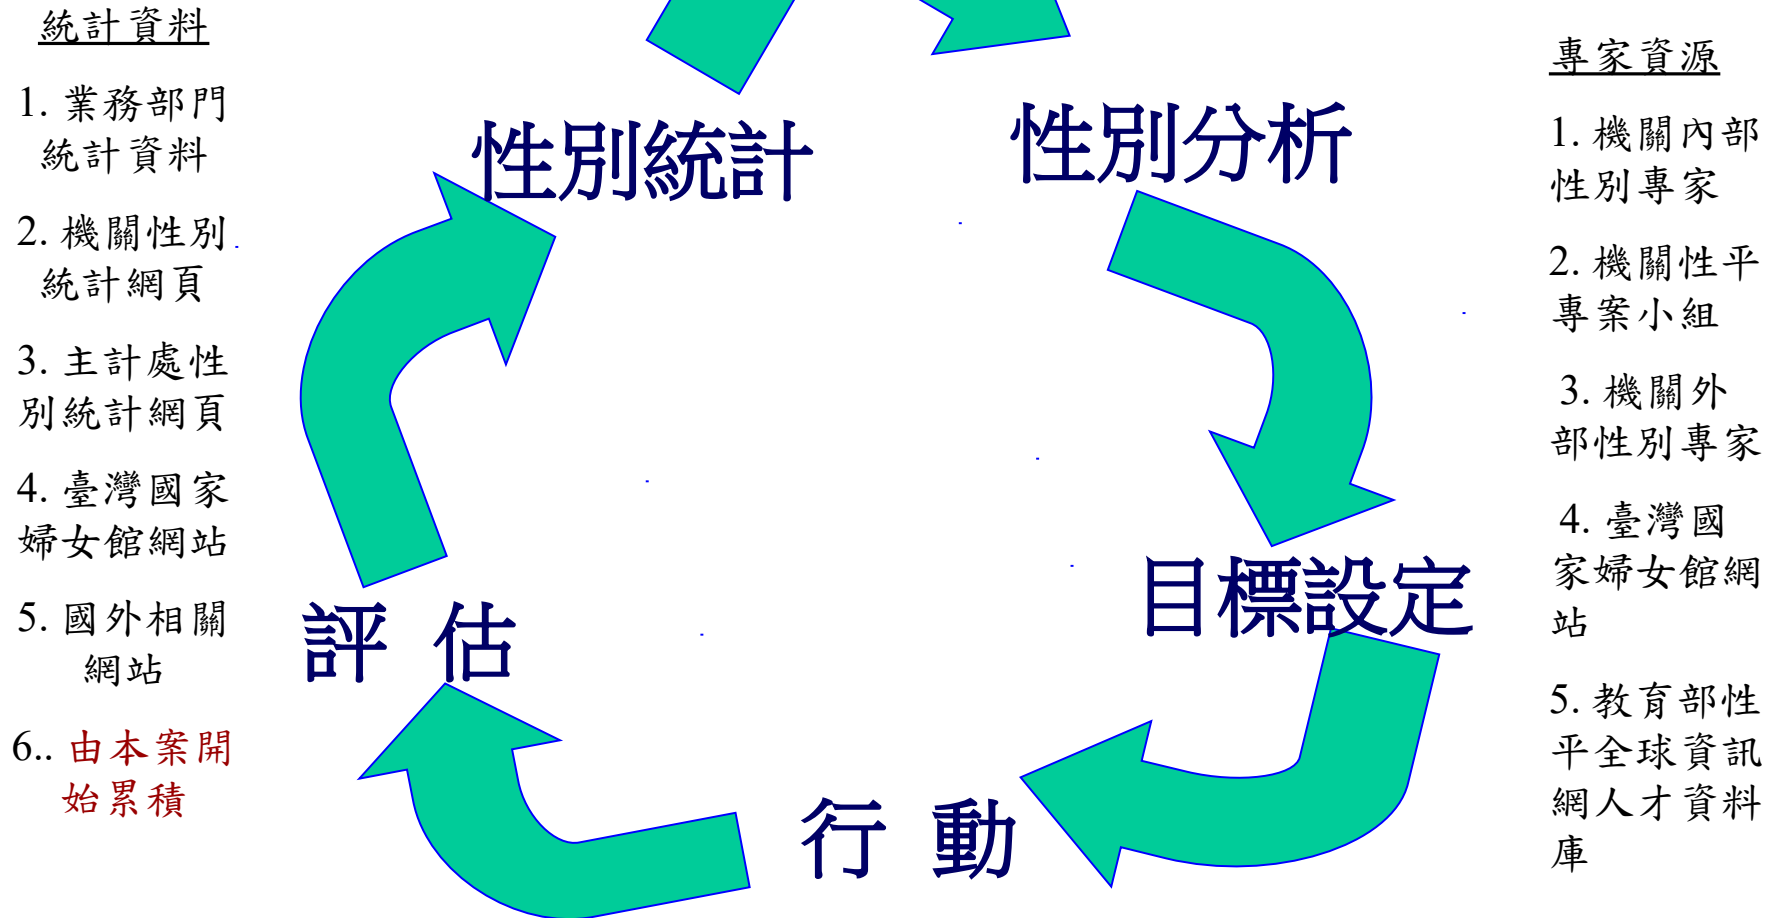 統計資料
1. 業務部門
統計資料
2. 機關性別
統計網頁
3. 主計處性
別統計網頁
4. 臺灣國家
婦女館網站
5. 國外相關
網站
6.. 由本案開
始累積
性別統計
性別分析
目標設定
行 動
評 估
專家資源
1. 機關內部
性別專家
2. 機關性平
專案小組
3. 機關外
部性別專家
4. 臺灣國
家婦女館網
站
5. 教育部性
平全球資訊
網人才資料
庫